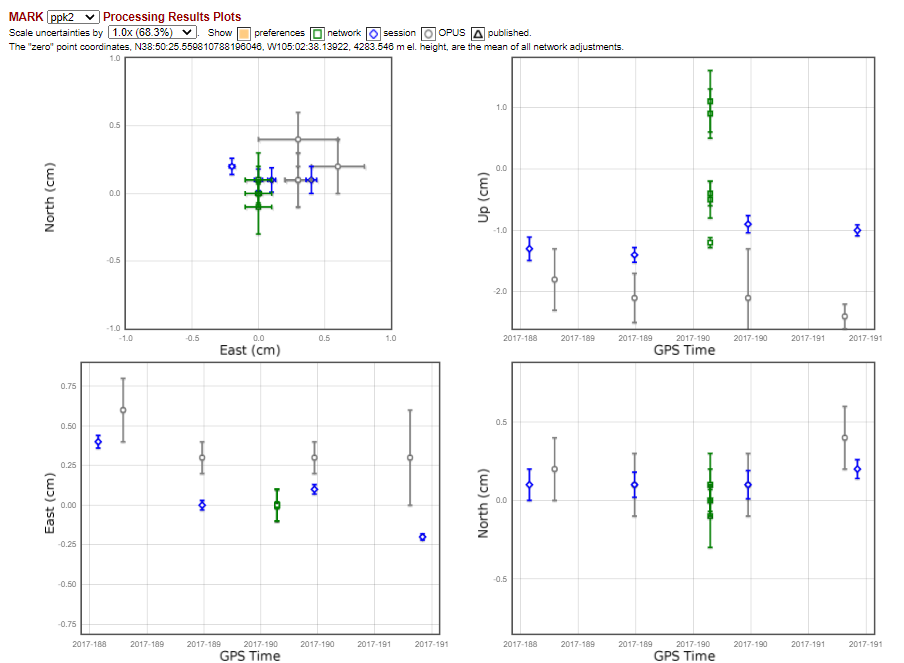 MARK ppk2 Processing Results Plots
Scale uncertainties by 1.0x (68.3%) . Show preferences network session OPUS published.
The "zero" point coordinates, N38:50:25.559810788196046, W105:02:38.13922, 4283.546 m el. height, are the mean of all network adjustments.
1.0
0.5
0.0
-0.5
-1.0
North (cm)
-1.0 -0.5 0.0 0.5 1.0
East (cm)
1.0
0.0
-1.0
-2.0
Up (cm)
2017-188 2017-189 2017-189 2017-190 2017-190 2017-191 2017-191
GPS Time
0.75
0.50
0.25
0.00
-0.25
-0.50
-0.75
East (cm)
2017-188 2017-189 2017-189 2017-190 2017-190 2017-191 2017-191
GPS Time
0.5
0.0
-0.5
North (cm)
2017-188 2017-189 2017-189 2017-190 2017-190 2017-191 2017-191
GPS Time